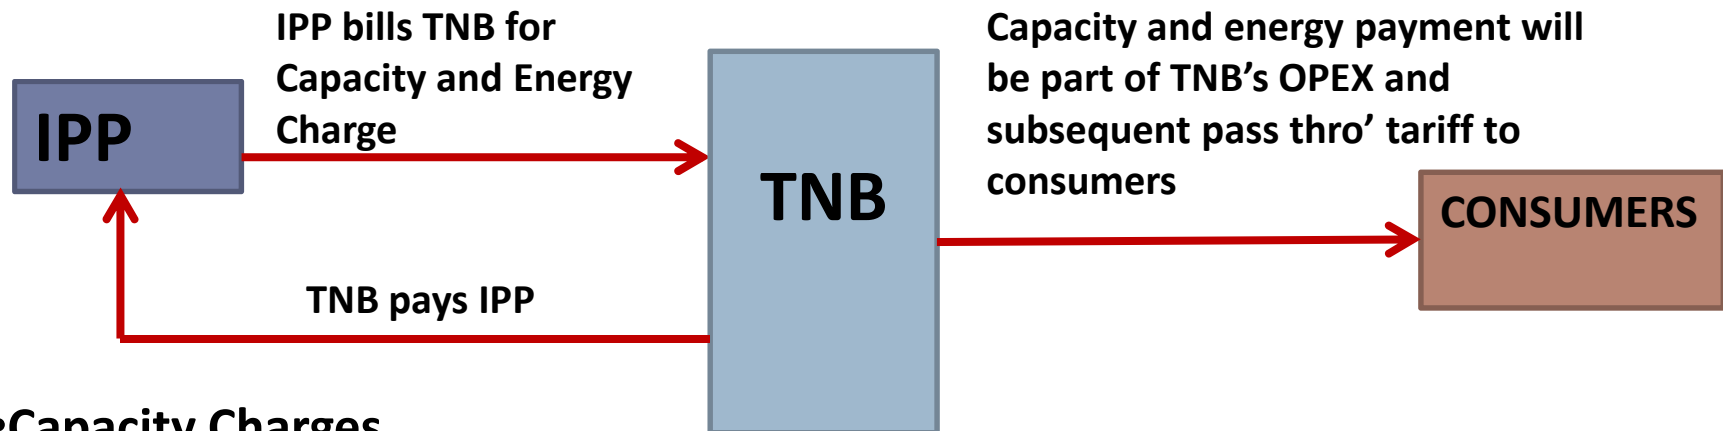 IPP bills TNB for
Capacity and Energy
Charge
IPP
TNB pays IPP
TNB
Capacity and energy payment will
be part of TNB’s OPEX and
subsequent pass thro’ tariff to
consumers
CONSUMERS
•Capacity Charges